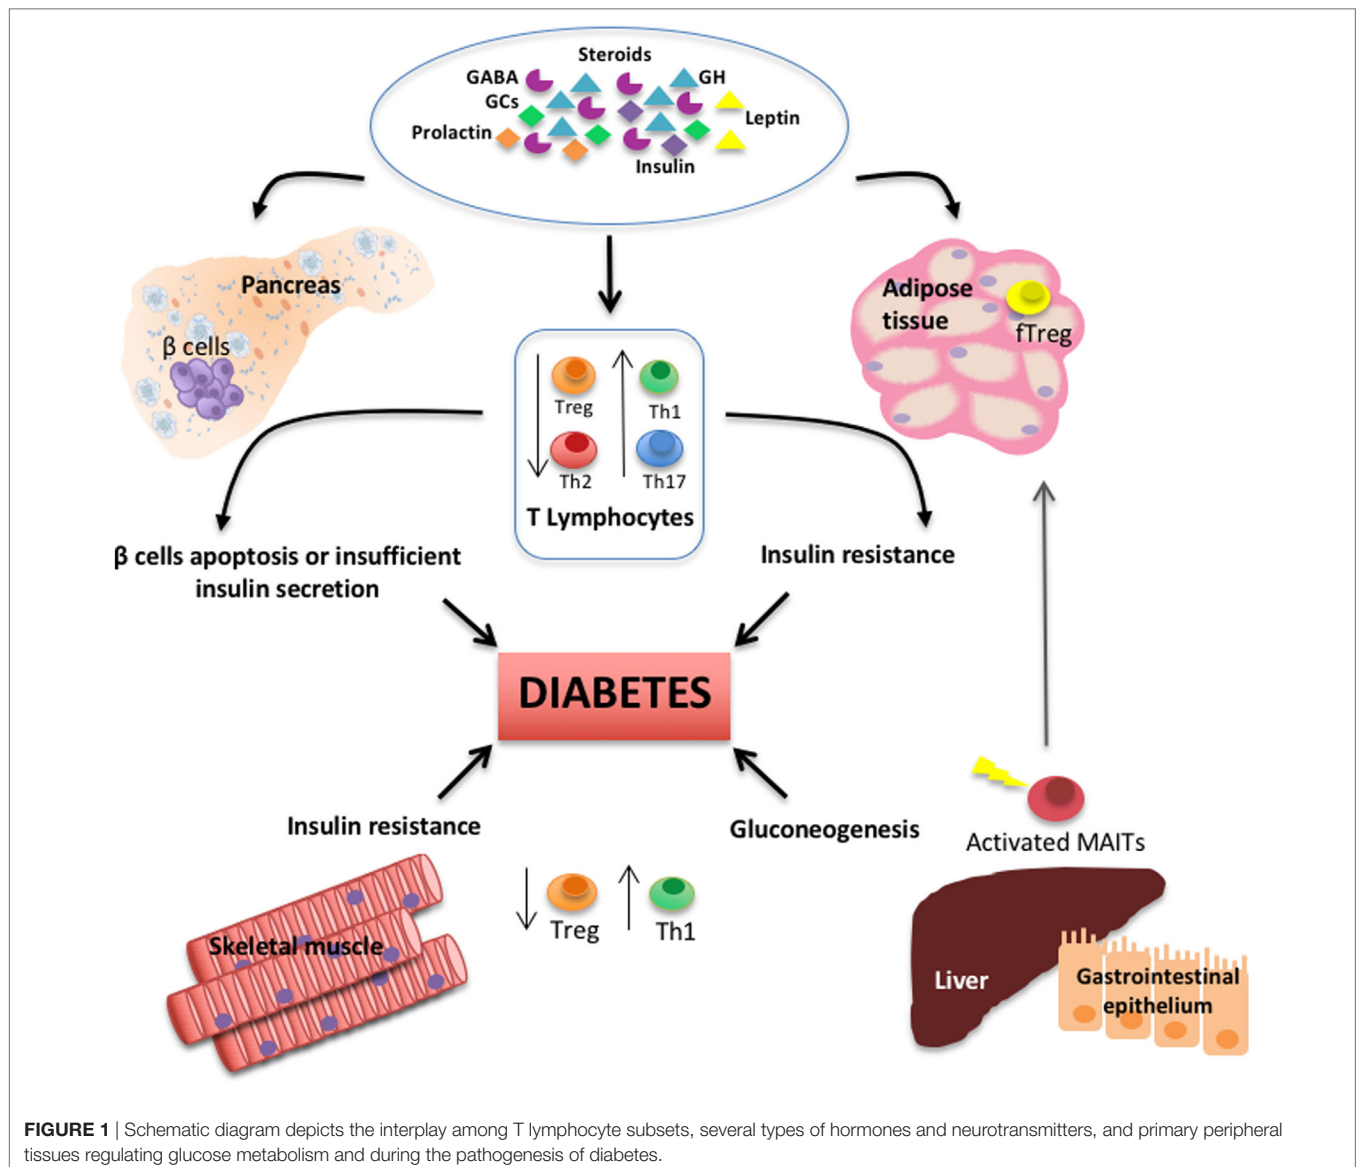 Steroids
GABA
GH
GCs
Leptin
Prolactin
Insulin
Pancreas
β cells
Adipose
tissue
fTreg
Treg
Th1
Th2
Th17
T Lymphocytes
β cells apoptosis or insufficient
insulin secretion
Insulin resistance
DIABETES
Insulin resistance
Gluconeogenesis
Activated MAITs
Treg
Th1
Skeletal muscle
Liver
Gastrointestinal
epithelium
FIGURE 1 | Schematic diagram depicts the interplay among T lymphocyte subsets, several types of hormones and neurotransmitters, and primary peripheral
tissues regulating glucose metabolism and during the pathogenesis of diabetes.